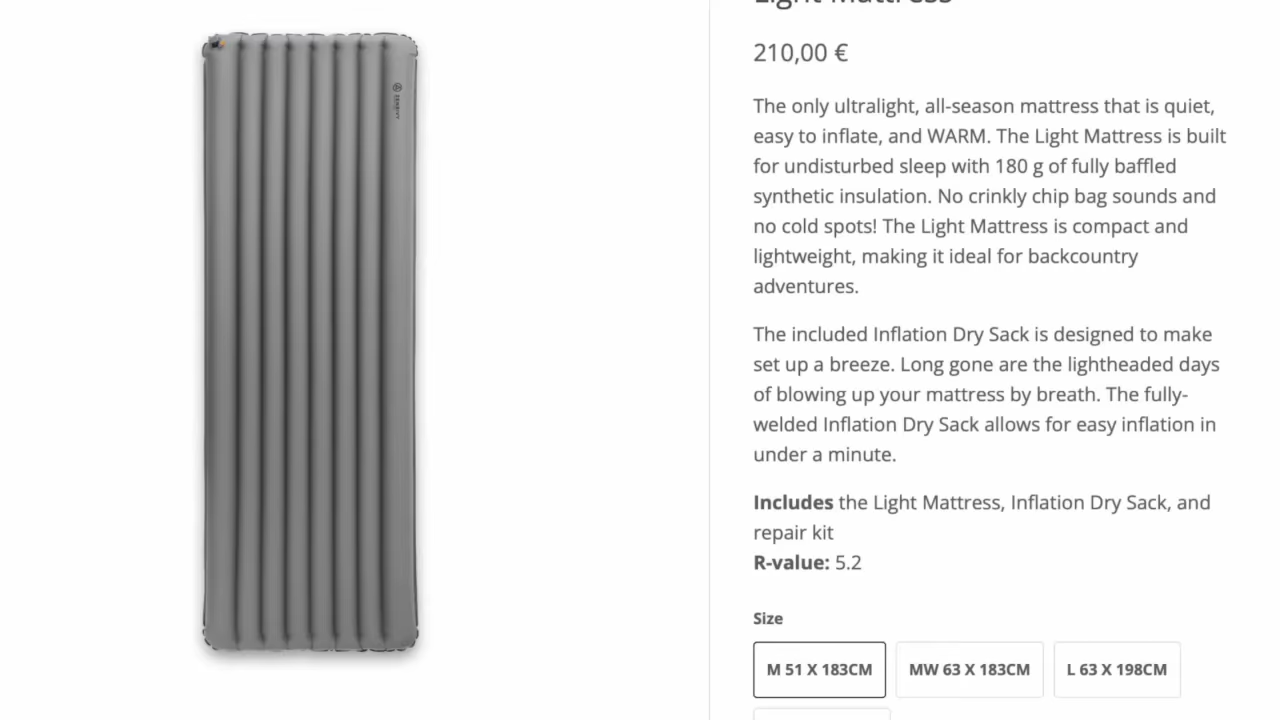 Light Mattress
210,00 €
The only ultralight, all-season mattress that is quiet,
easy to inflate, and WARM. The Light Mattress is built
for undisturbed sleep with 180 g of fully baffled
synthetic insulation. No crinkly chip bag sounds and
no cold spots! The Light Mattress is compact and
lightweight, making it ideal for backcountry
adventures.
The included Inflation Dry Sack is designed to make
set up a breeze. Long gone are the lightheaded days
of blowing up your mattress by breath. The fully-
welded Inflation Dry Sack allows for easy inflation in
under a minute.
Includes the Light Mattress, Inflation Dry Sack, and
repair kit
R-value: 5.2
Size
M 51 X 183CM
MW 63 X 183CM
L 63 X 198CM
ZENBIVY